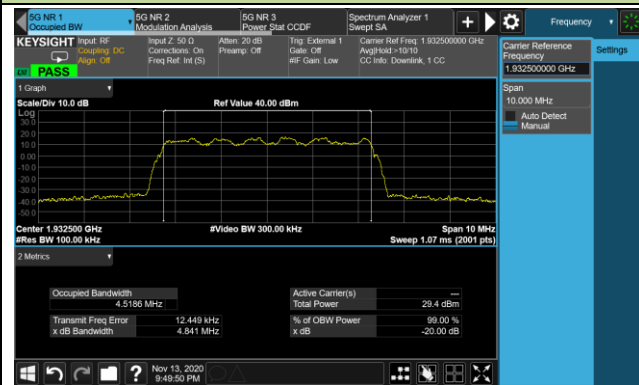 5G NR 1
Occupied BW
5G NR 2
Modulation Analysis
5G NR 3
Power Stat CCDF
Spectrum Analyzer 1
Swept SA
Frequency
KEYSIGHT
Input: RF
Coupling: DC
Align: Off
Input Z: 50 Ω
Corrections: On
Freq Ref: Int (S)
Atten: 20 dB
Preamp: Off
Trig: External 1
Gate: Off
#IF Gain: Low
Carrier Ref Freq: 1.932500000 GHz
Avg|Hold:>10/10
CC Info: Downlink, 1 CC
PASS
Carrier Reference
Frequency
1.932500000 GHz
Settings
Span
10.000 MHz
Auto Detect
Manual
1 Graph
Scale/Div 10.0 dB
Ref Value 40.00 dBm
Log
30.0
20.0
10.0
0.00
-10.0
-20.0
-30.0
-40.0
-50.0
Center 1.932500 GHz
#Video BW 300.00 kHz
Span 10 MHz
#Res BW 100.00 kHz
Sweep 1.07 ms (2001 pts)
2 Metrics
Occupied Bandwidth
4.5186 MHz
Transmit Freq Error
12.449 kHz
x dB Bandwidth
4.841 MHz
Active Carrier(s)
---
Total Power
29.4 dBm
% of OBW Power
99.00 %
x dB
-20.00 dB
Nov 13, 2020
9:49:50 PM